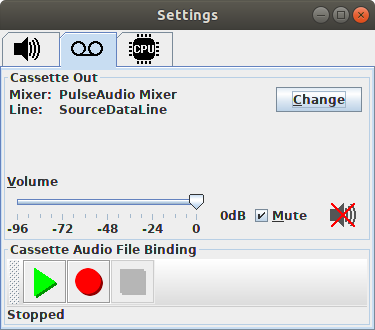 Settings
CPU
Cassette Out
Mixer: PulseAudio Mixer
Line: SourceDataLine
Change
Volume
0dB
Mute
-96 -72 -48 -24 0
Cassette Audio File Binding
Stopped